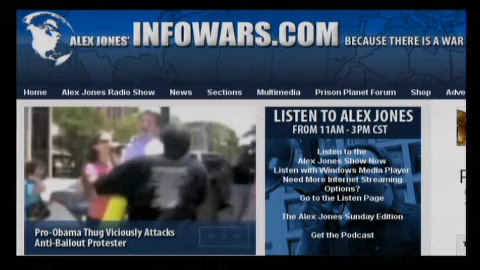 ALEX JONES' INFOWARS.COM BECAUSE THERE IS A WAR
Home Alex Jones Radio Show News Sections Multimedia Prison Planet Forum Shop Adve
LISTEN TO ALEX JONES
FROM 11AM - 3PM CST
Listen to the
Alex Jones Show Now
Listen with Windows Media Player
Need More Internet Streaming
Options?
Go to the Listen Page
The Alex Jones Sunday Edition
Get the Podcast
Pro-Obama Thug Viciously Attacks
Anti-Bailout Protester